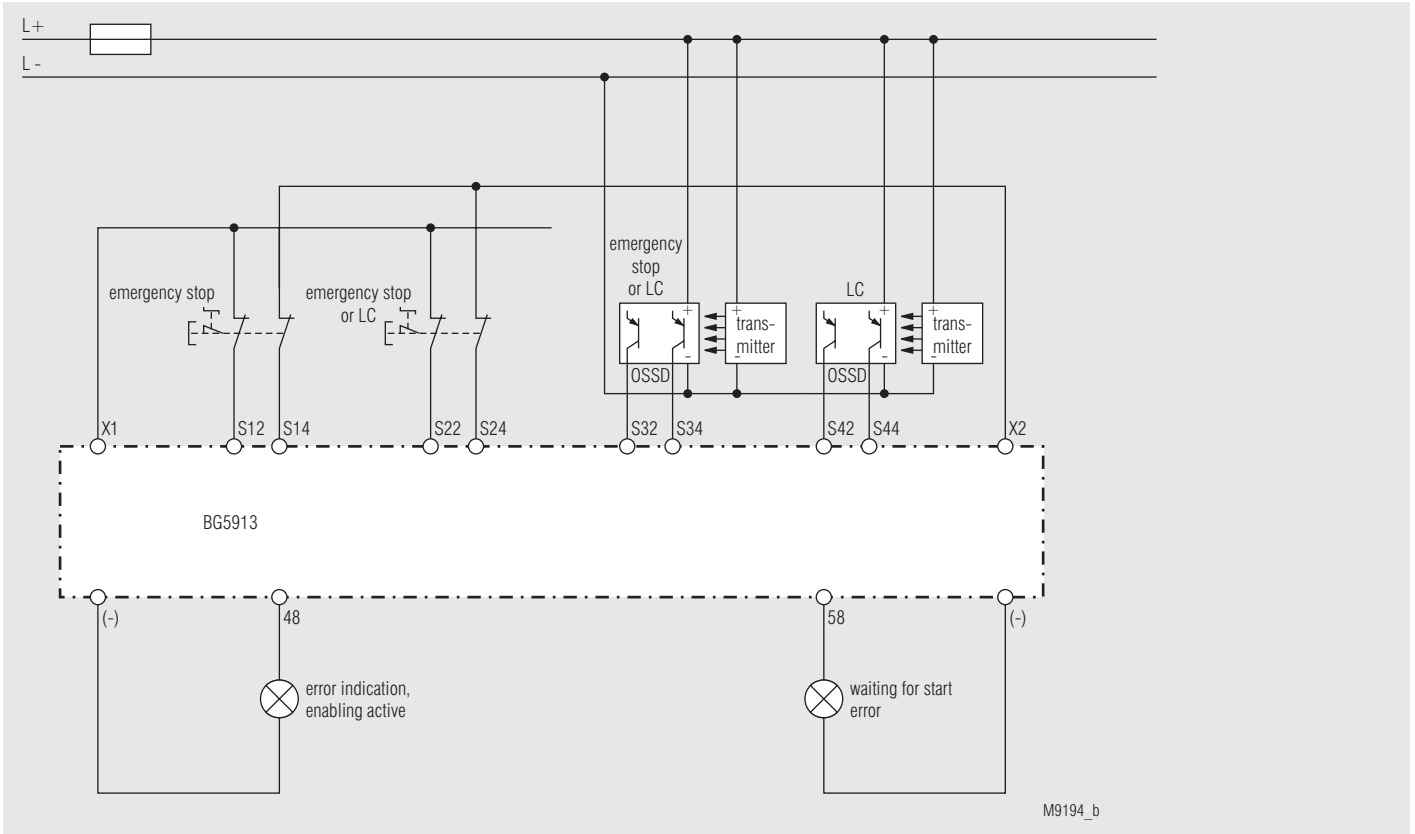 L+
L -
emergency
stop
or LC
LC
emergency stop
emergency stop
or LC
+
+
trans-
mitter
-
-
+
+
trans-
mitter
-
-
OSSD
OSSD
X1
S12
S14
S22
S24
S32
S34
S42
S44
X2
BG5913
(-)
48
58
(-)
error indication,
enabling active
waiting for start
error
M9194_b